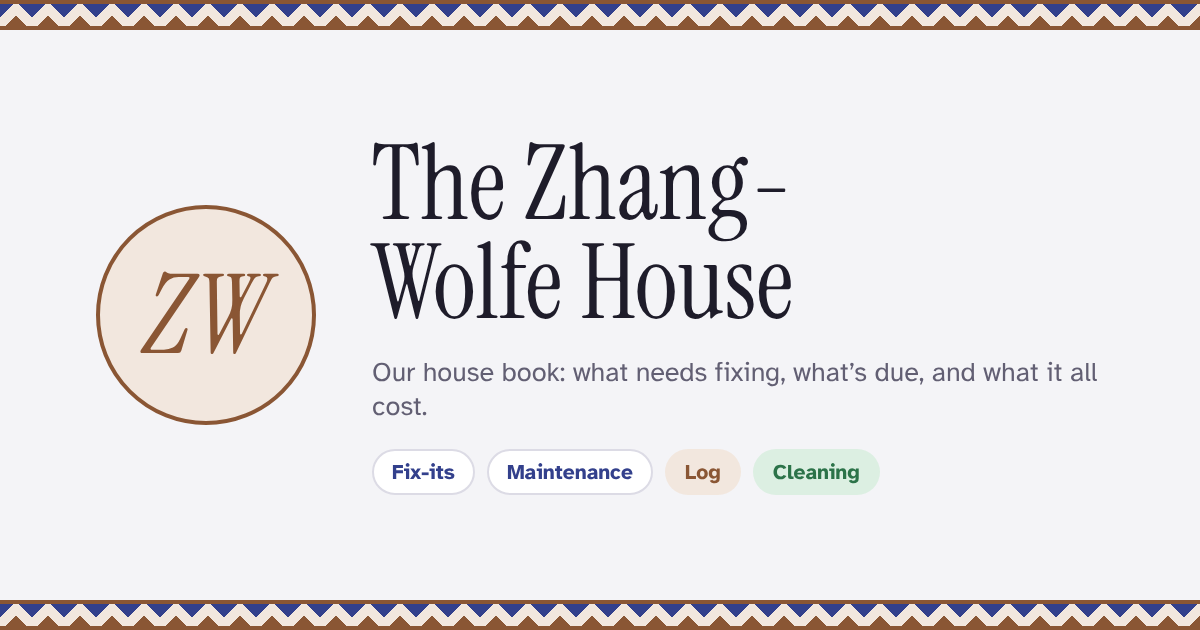 ZW
The Zhang-
Wolfe House
Our house book: what needs fixing, what’s due, and what it all
cost.
Fix-its Maintenance Log Cleaning